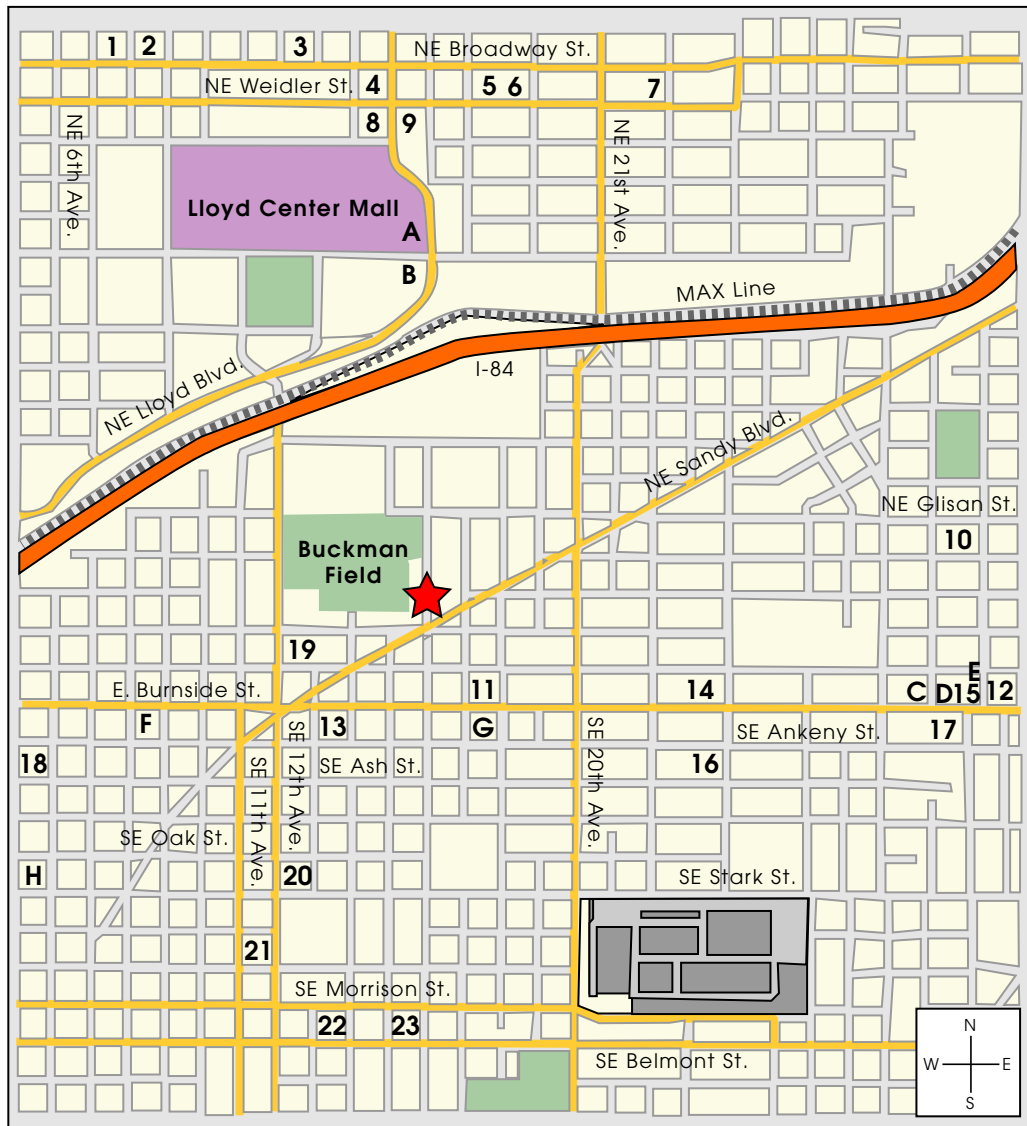 1 2 3 NE Broadway St.
NE Weidler St. 4 5 6 7
8 9
NE 6th Ave.
NE 21st Ave.
Lloyd Center Mall
A
B
MAX Line
I-84
NE Lloyd Blvd.
NE Sandy Blvd.
NE Glisan St.
10
Buckman
Field
19
E. Burnside St. 11 14 C D15 E 12
F 13 G SE Ankeny St. 17
18 SE Ash St. 16
SE 11th Ave.
SE 12th Ave.
SE 20th Ave.
SE Oak St.
H 20 SE Stark St.
21
SE Morrison St.
22 23
SE Belmont St.
N
W E
S